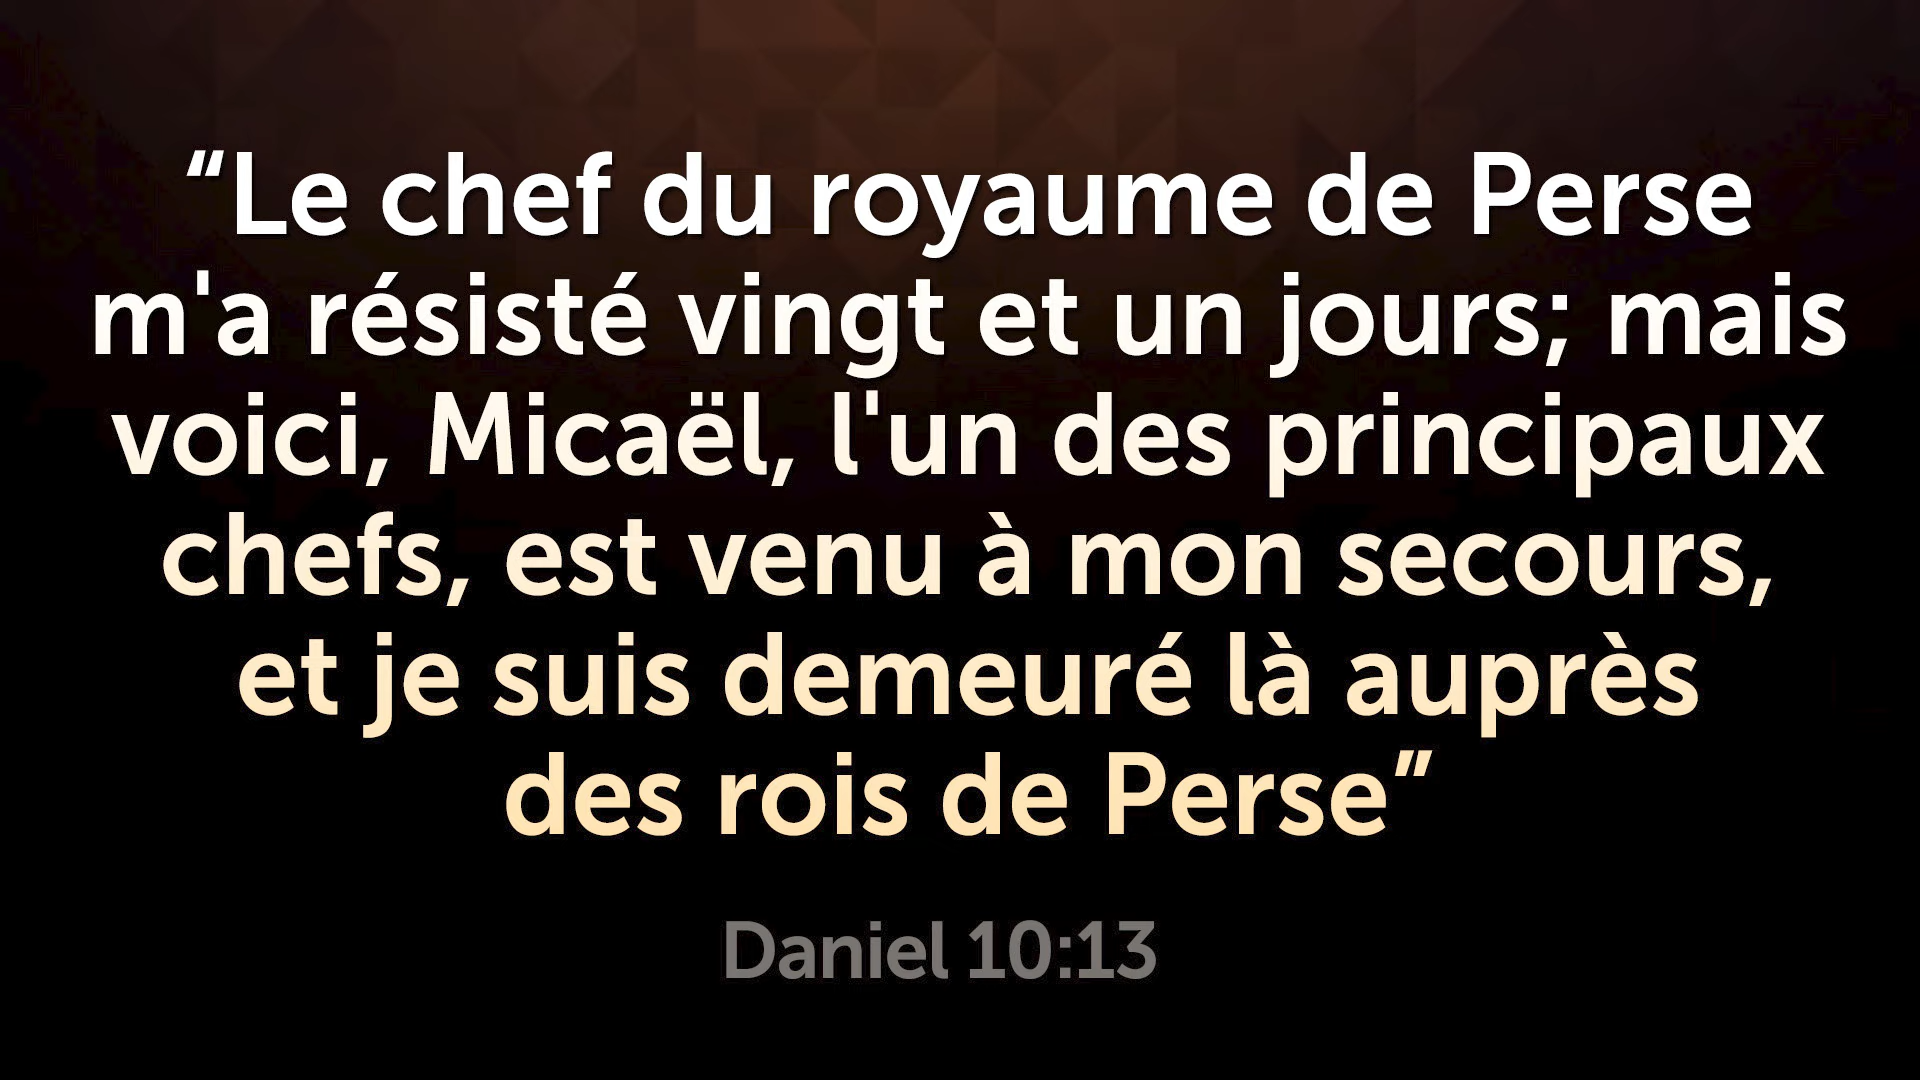 “Le chef du royaume de Perse
m'a résisté vingt et un jours; mais
voici, Micaël, l'un des principaux
chefs, est venu à mon secours,
et je suis demeuré là auprès
des rois de Perse”
Daniel 10:13